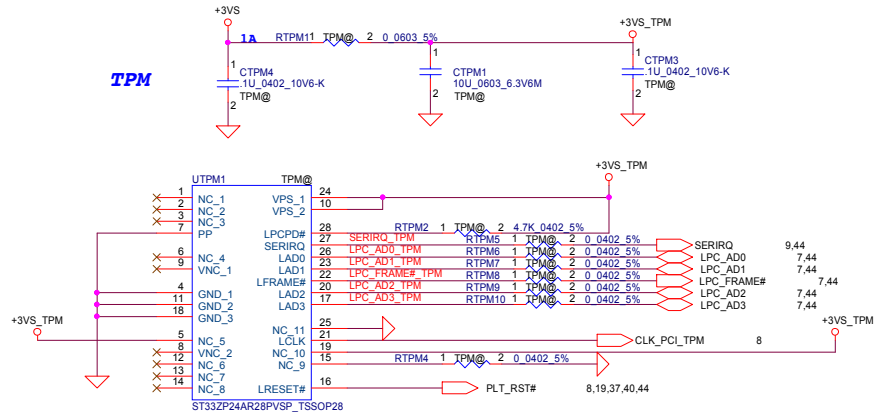 +3VS
+3VS_TPM
1A RTPM11 TPM@ 2 0_0603_5%
1 1 1
CTPM4 CTPM1 CTPM3
.1U_0402_10V6-K 10U_0603_6.3V6M .1U_0402_10V6-K
TPM@ TPM@ TPM@
2 2 2
TPM
+3VS_TPM
UTPM1 TPM@
1 NC_1 VPS_1 24
2 NC_2 VPS_2 10
3 NC_3
7 PP LPCPD# 28 RTPM2 1 TPM@ 2 4.7K_0402_5%
SERIRQ 27 SERIRQ_TPM RTPM5 1 TPM@ 2 0_0402_5% SERIRQ 9,44
6 NC_4 LAD0 26 LPC_AD0_TPM RTPM6 1 TPM@ 2 0_0402_5% LPC_AD0 7,44
9 VNC_1 LAD1 23 LPC_AD1_TPM RTPM7 1 TPM@ 2 0_0402_5% LPC_AD1 7,44
LFRAME# 22 LPC_FRAME#_TPM RTPM8 1 TPM@ 2 0_0402_5% LPC_FRAME# 7,44
4 GND_1 LAD2 20 LPC_AD2_TPM RTPM9 1 TPM@ 2 0_0402_5% LPC_AD2 7,44
11 GND_2 LAD3 17 LPC_AD3_TPM RTPM10 1 TPM@ 2 0_0402_5% LPC_AD3 7,44
18 GND_3
+3VS_TPM NC_11 25 +3VS_TPM
5 NC_5 LCLK 21 CLK_PCI_TPM 8
8 VNC_2 NC_10 19
12 NC_6 NC_9 15 RTPM4 1 TPM@ 2 0_0402_5%
13 NC_7
14 NC_8 LRESET# 16 PLT_RST# 8,19,37,40,44
ST33ZP24AR28PVSP_TSSOP28